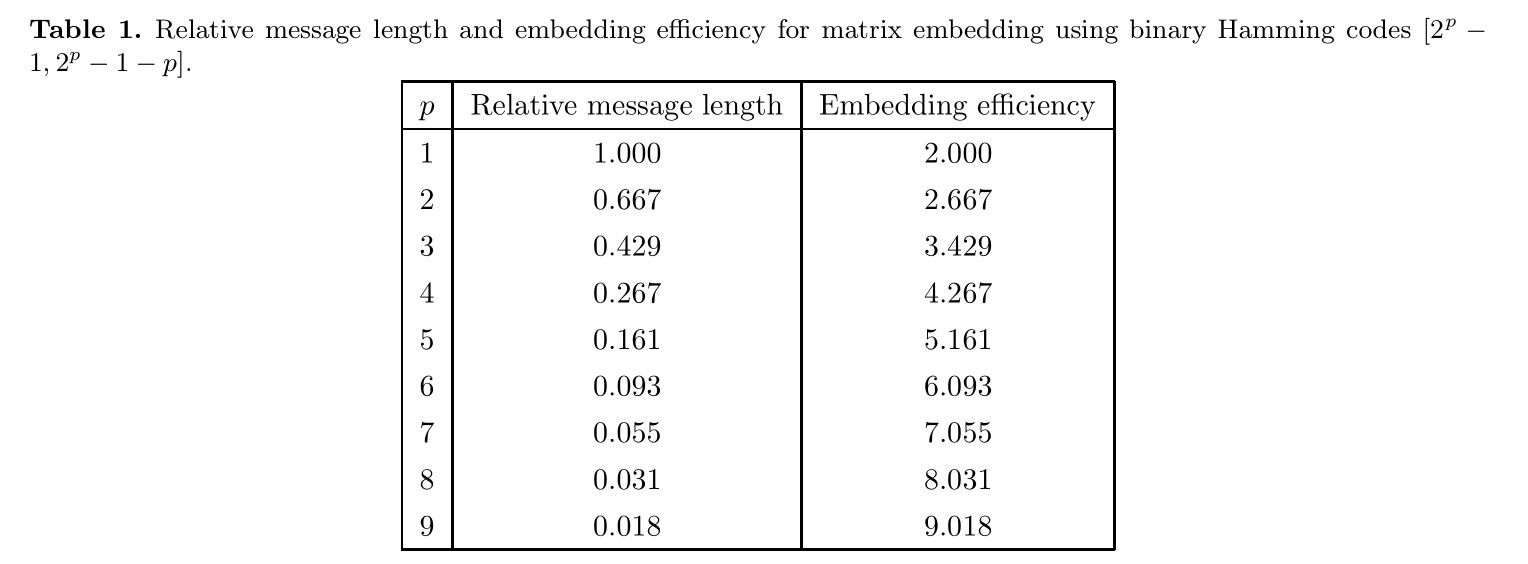 Table 1. Relative message length and embedding efficiency for matrix embedding using binary Hamming codes [2^p −
1, 2^p − 1 − p].
p Relative message length Embedding efficiency
1 1.000 2.000
2 0.667 2.667
3 0.429 3.429
4 0.267 4.267
5 0.161 5.161
6 0.093 6.093
7 0.055 7.055
8 0.031 8.031
9 0.018 9.018